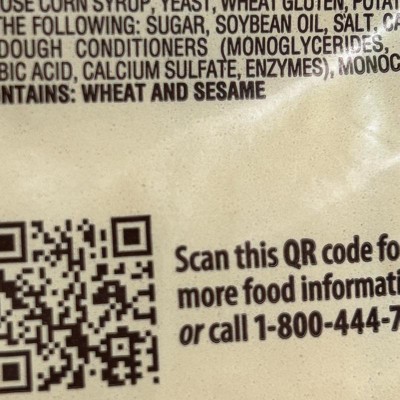 OSE CORN SYRUP, YEAST, WHEAT GLUTEN, POTAT
THE FOLLOWING: SUGAR, SOYBEAN OIL, SALT, CA
DOUGH CONDITIONERS (MONOGLYCERIDES,
BIC ACID, CALCIUM SULFATE, ENZYMES), MONOC
NTAINS: WHEAT AND SESAME
Scan this QR code fo
more food informati
or call 1-800-444-7